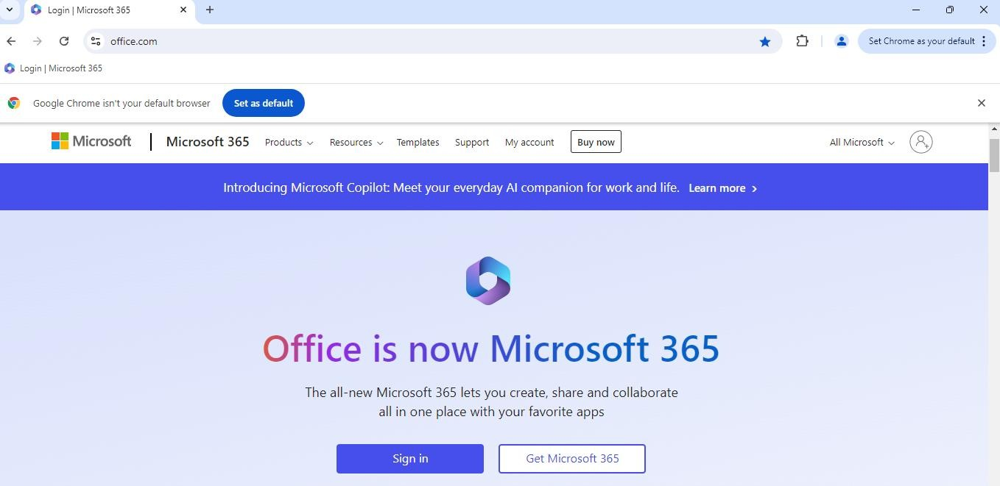 Login | Microsoft 365
office.com
Set Chrome as your default
Login | Microsoft 365
Google Chrome isn't your default browser
Set as default
Microsoft
Microsoft 365
Products
Resources
Templates
Support
My account
Buy now
All Microsoft
Introducing Microsoft Copilot: Meet your everyday AI companion for work and life. Learn more
Office is now Microsoft 365
The all-new Microsoft 365 lets you create, share and collaborate
all in one place with your favorite apps
Sign in
Get Microsoft 365